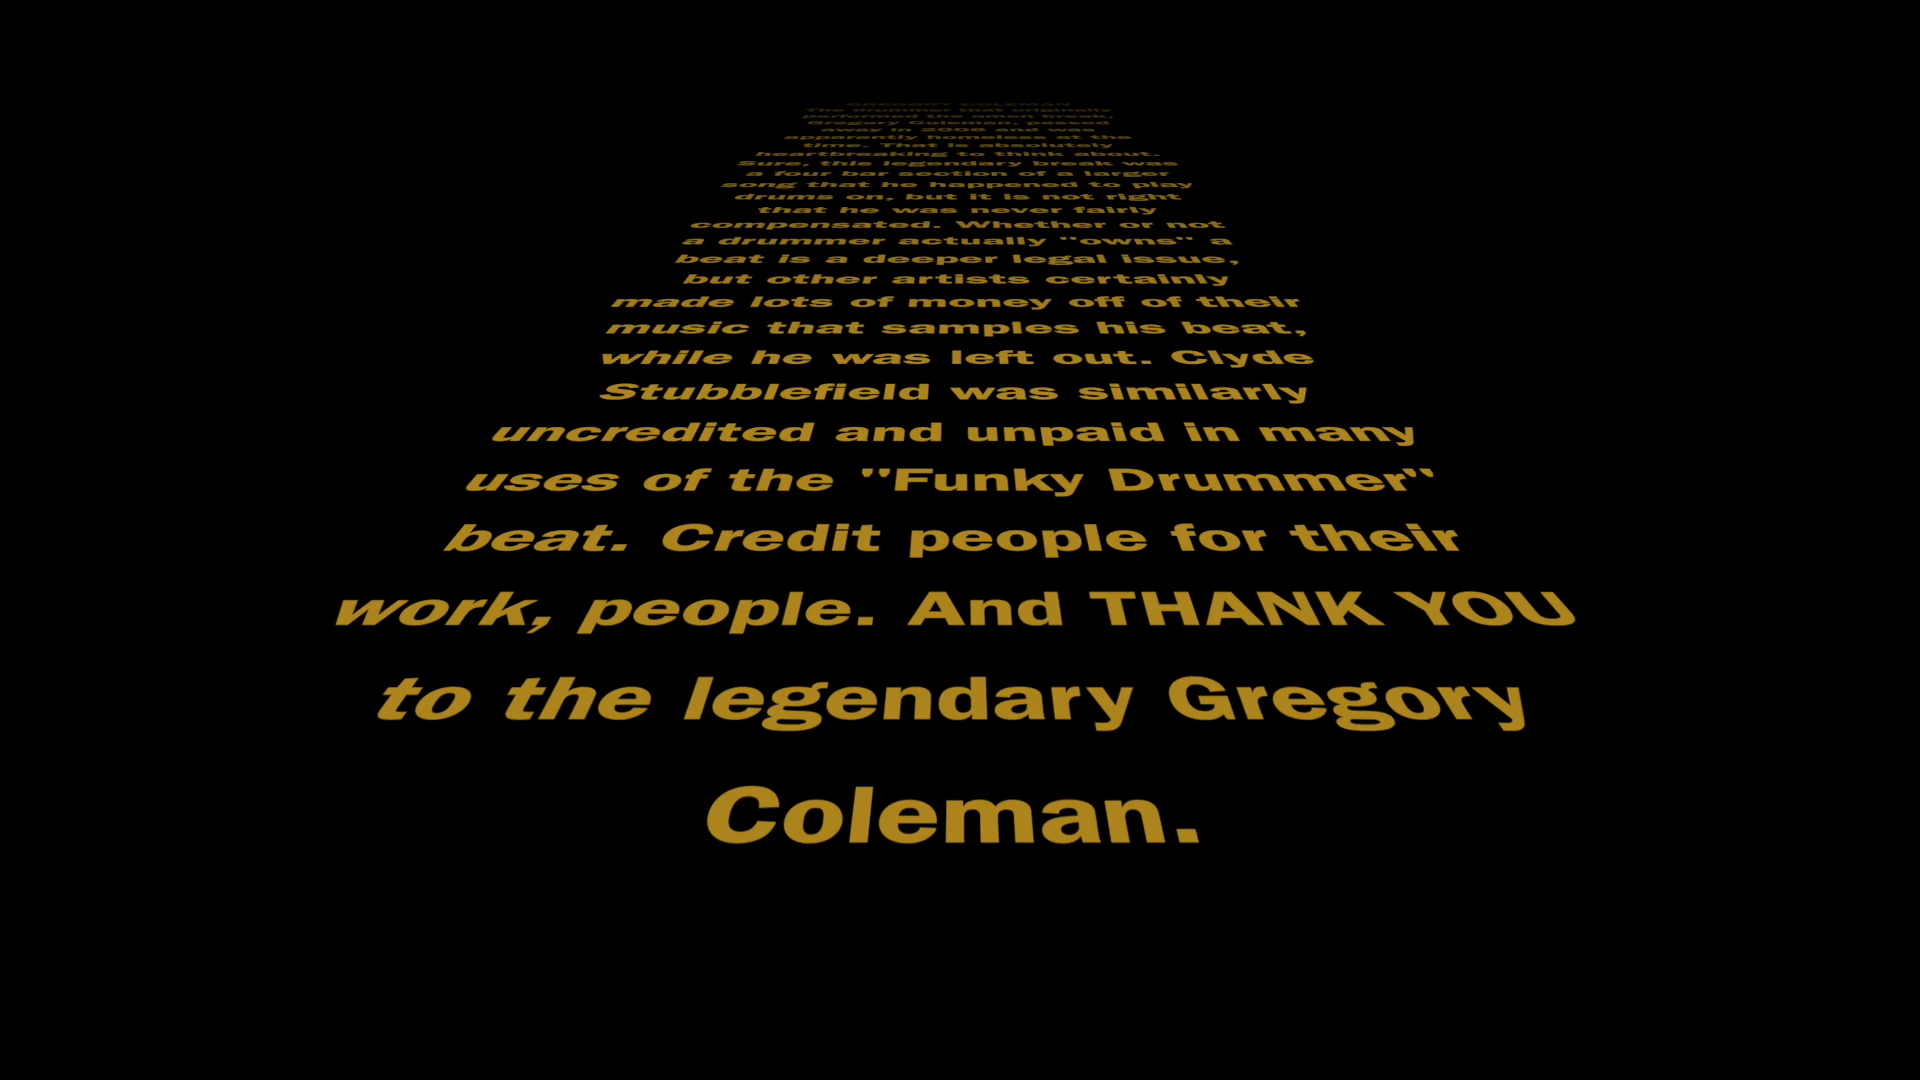 GREGORY COLEMAN
The drummer that originally
performed the amen break,
Gregory Coleman, passed
away in 2006 and was
apparently homeless at the
time. That is absolutely
heartbreaking to think about.
Sure, this legendary break was
a four bar section of a larger
song that he happened to play
drums on, but it is not right
that he was never fairly
compensated. Whether or not
a drummer actually "owns" a
beat is a deeper legal issue,
but other artists certainly
made lots of money off of their
music that samples his beat,
while he was left out. Clyde
Stubblefield was similarly
uncredited and unpaid in many
uses of the "Funky Drummer"
beat. Credit people for their
work, people. And THANK YOU
to the legendary Gregory
Coleman.